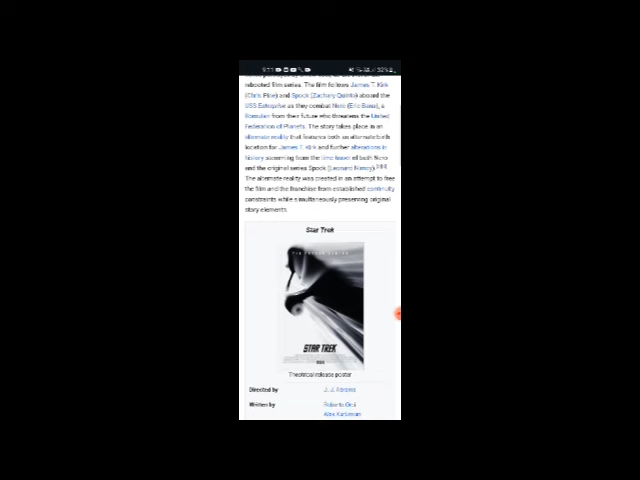 rebooted film series. The film follows James T. Kirk
(Chris Pine) and Spock (Zachary Quinto) aboard the
USS Enterprise as they combat Nero (Eric Bana), a
Romulan from their future who threatens the United
Federation of Planets. The story takes place in an
alternate reality that features both an alternate birth
location for James T. Kirk and further alterations in
history stemming from the time travel of both Nero
and the original series Spock (Leonard Nimoy).
The alternate reality was created in an attempt to free
the film and the franchise from established continuity
constraints while simultaneously preserving original
story elements.
Star Trek
THE FUTURE BEGINS
STAR TREK
Theatrical release poster
Directed by J. J. Abrams
Written by Roberto Orci
Alex Kurtzman